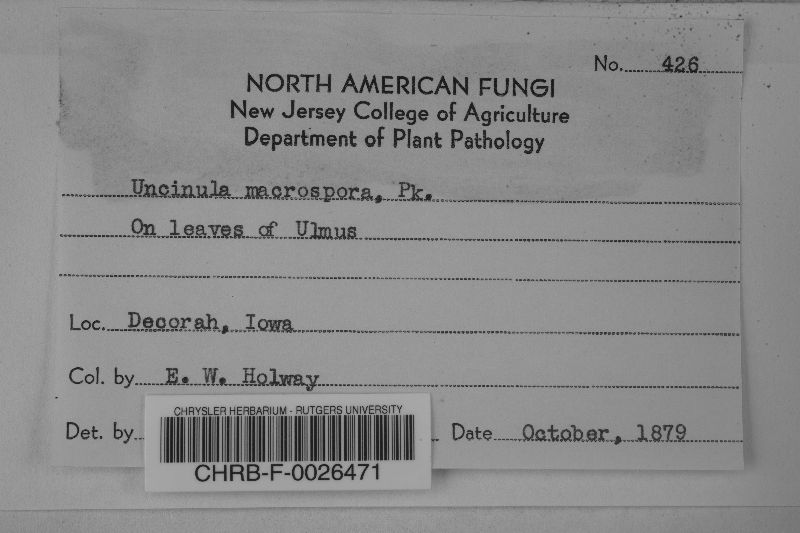 No. 426
NORTH AMERICAN FUNGI
New Jersey College of Agriculture
Department of Plant Pathology
Uncinula macrospora, Pk.
On leaves of Ulmus
Loc. Decorah, Iowa
Col. by E. W. Holway
Det. by
Date October, 1879
CHRYSLER HERBARIUM - RUTGERS UNIVERSITY
CHRB-F-0026471